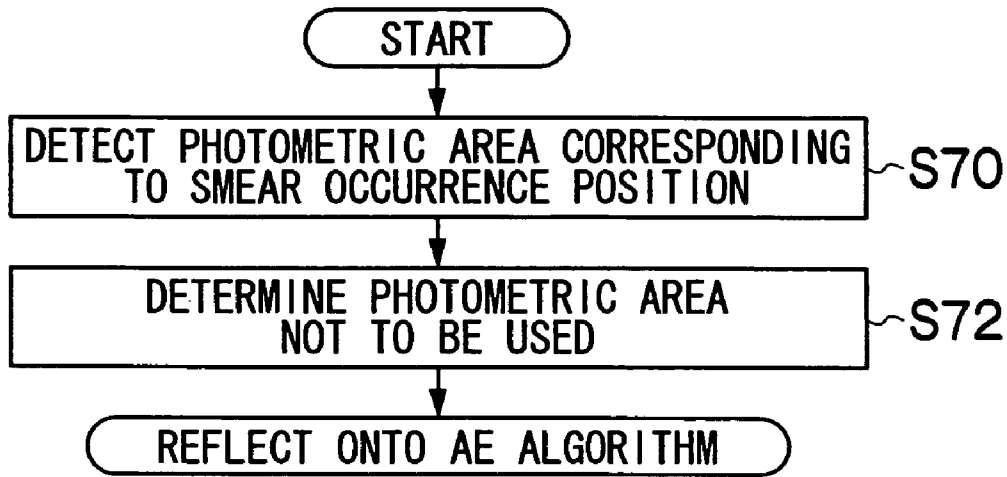 START
DETECT PHOTOMETRIC AREA CORRESPONDING
TO SMEAR OCCURRENCE POSITION
S70
DETERMINE PHOTOMETRIC AREA
NOT TO BE USED
S72
REFLECT ONTO AE ALGORITHM